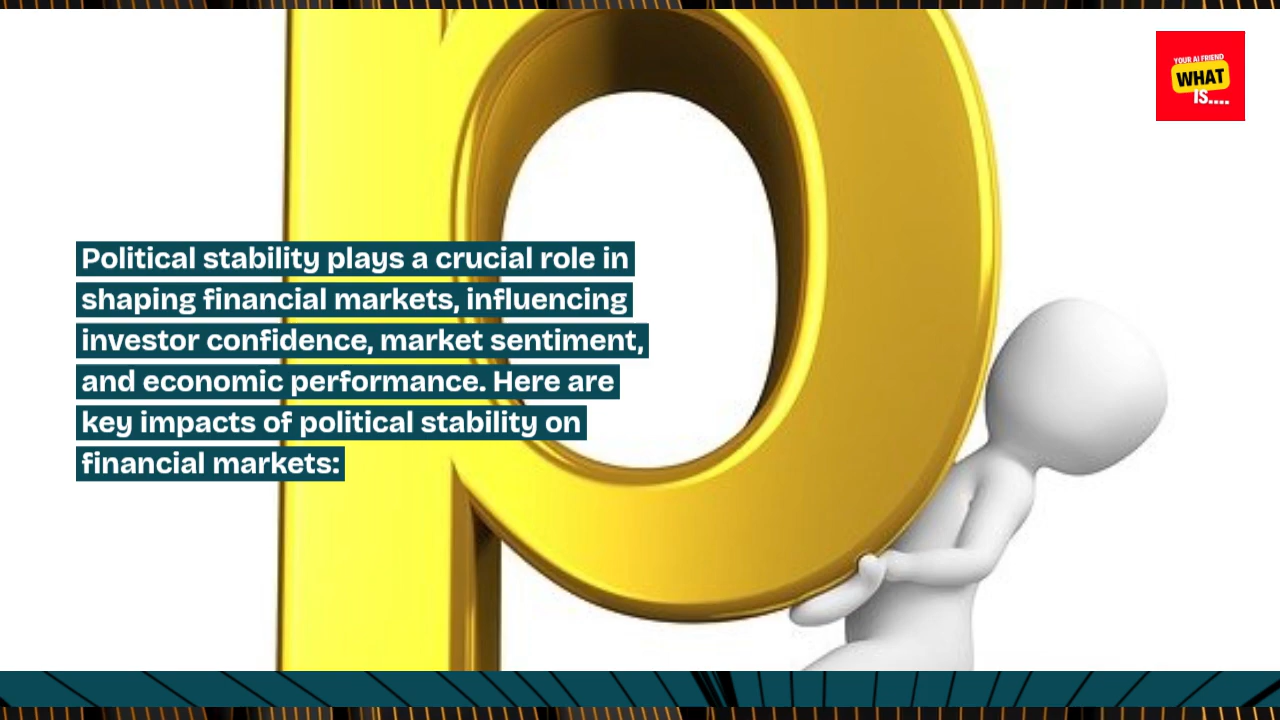 YOUR AI FRIEND
WHAT
IS....
Political stability plays a crucial role in
shaping financial markets, influencing
investor confidence, market sentiment,
and economic performance. Here are
key impacts of political stability on
financial markets: